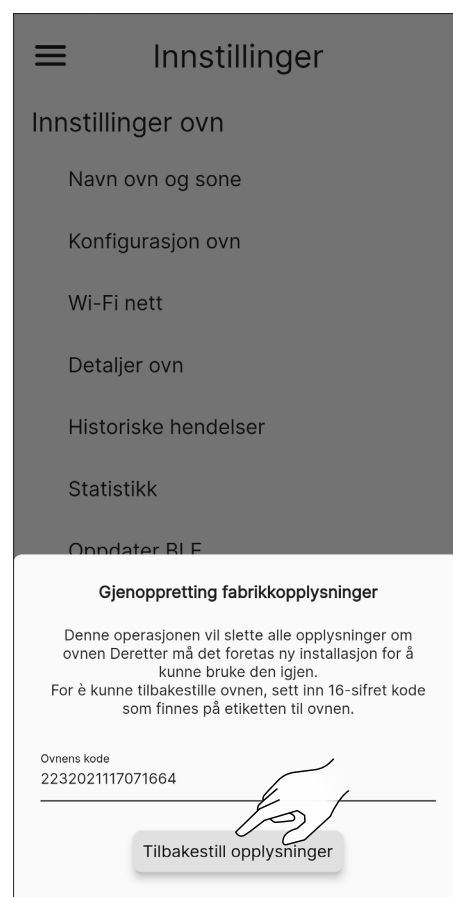 Innstillinger
Innstillinger ovn
Navn ovn og sone
Konfigurasjon ovn
Wi-Fi nett
Detaljer ovn
Historiske hendelser
Statistikk
Oppdater BLE
Gjenoppretting fabrikkopplysninger
Denne operasjonen vil slette alle opplysninger om
ovnen Deretter må det foretas ny installasjon for å
kunne bruke den igjen.
For è kunne tilbakestille ovnen, sett inn 16-sifret kode
som finnes på etiketten til ovnen.
Ovnens kode
2232021117071664
Tilbakestill opplysninger